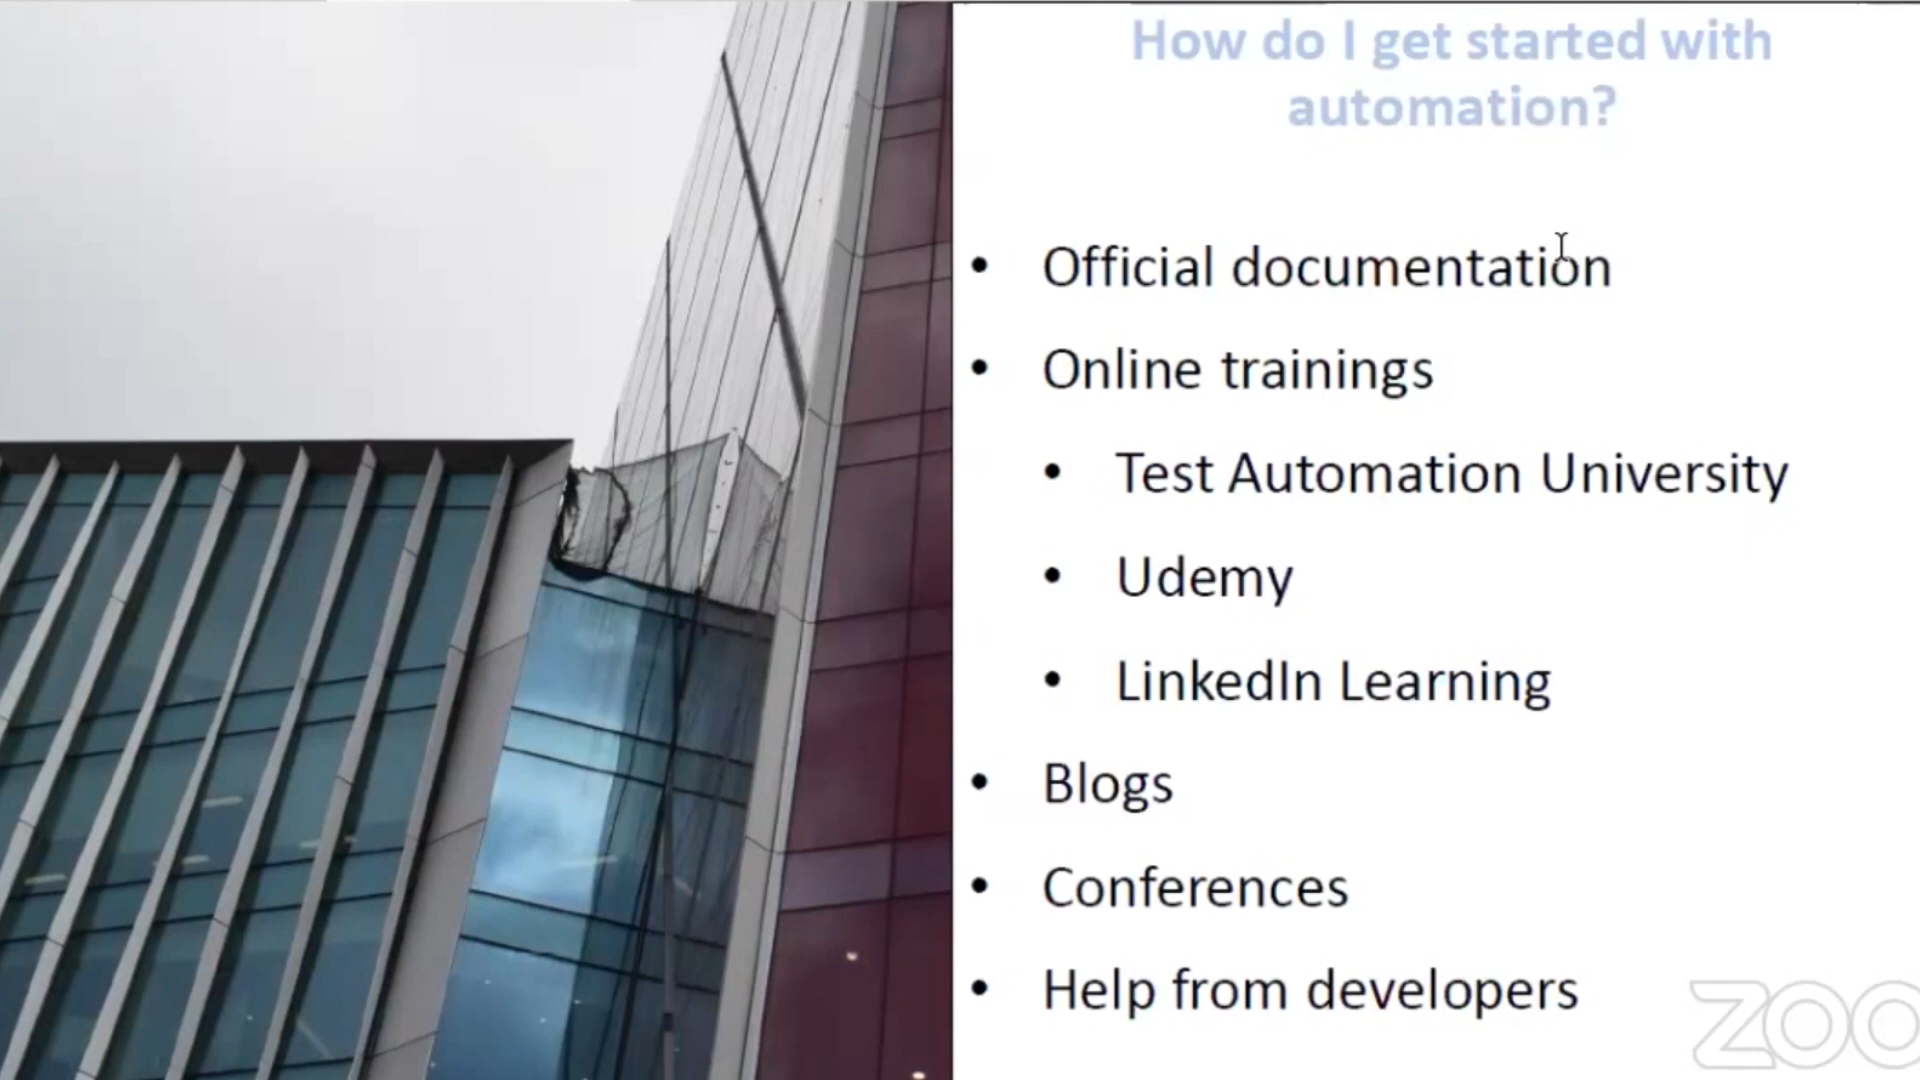 How do I get started with
automation?
• Official documentation
• Online trainings
• Test Automation University
• Udemy
• LinkedIn Learning
• Blogs
• Conferences
• Help from developers
ZOO